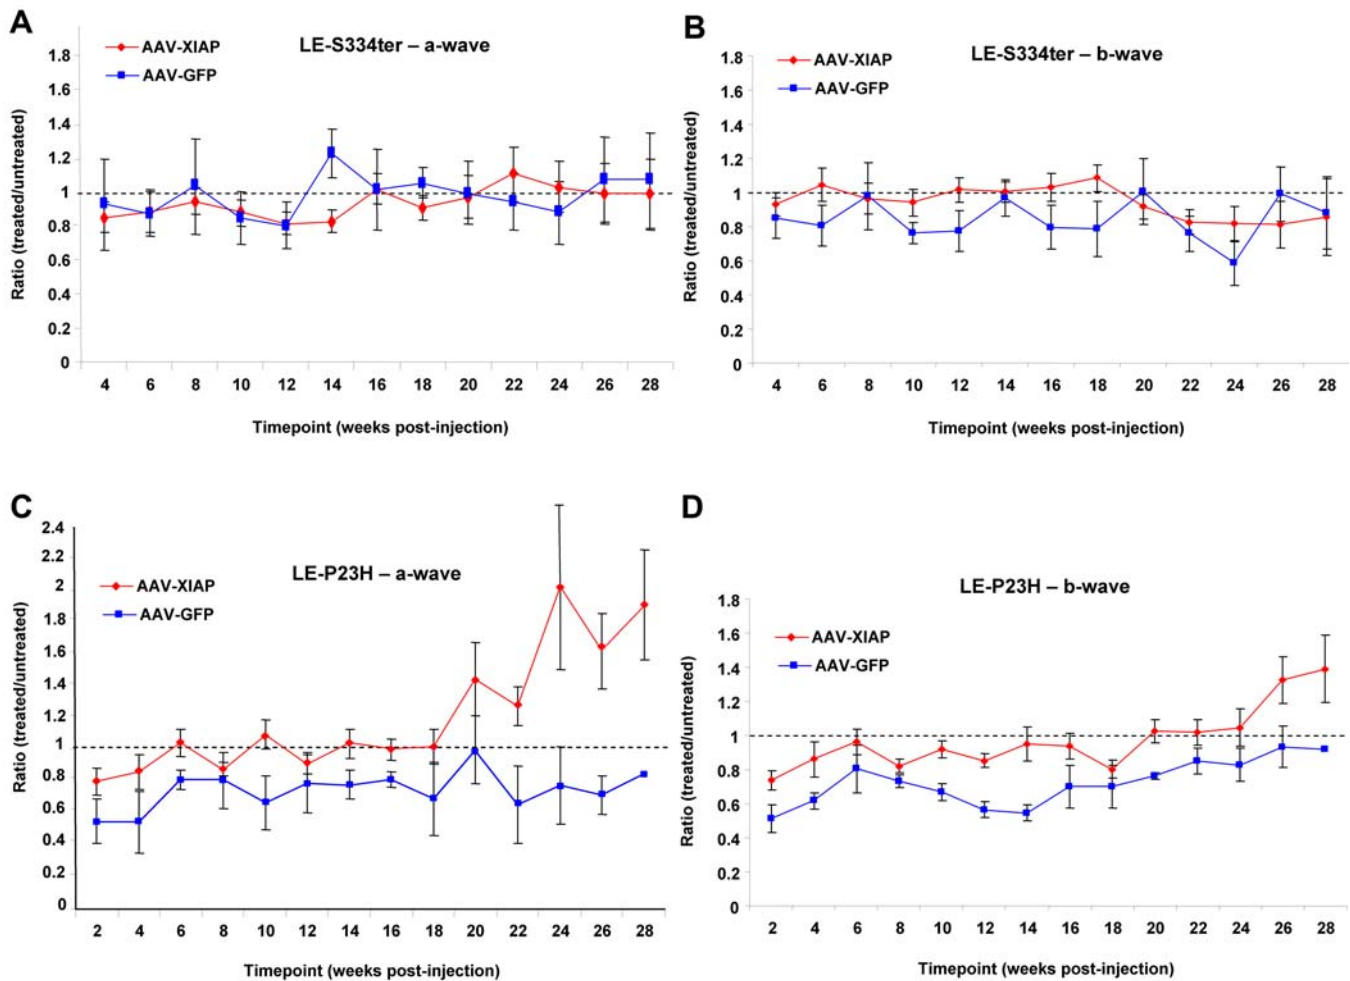 A
LE-S334ter – a-wave
AAV-XIAP
AAV-GFP
Ratio (treated/untreated)
1.8
1.6
1.4
1.2
1
0.8
0.6
0.4
0.2
0
4 6 8 10 12 14 16 18 20 22 24 26 28
Timepoint (weeks post-injection)
B
LE-S334ter – b-wave
AAV-XIAP
AAV-GFP
Ratio (treated/untreated)
1.8
1.6
1.4
1.2
1
0.8
0.6
0.4
0.2
0
4 6 8 10 12 14 16 18 20 22 24 26 28
Timepoint (weeks post-injection)
C
LE-P23H – a-wave
AAV-XIAP
AAV-GFP
Ratio (treated/untreated)
2.4
2.2
2
1.8
1.6
1.4
1.2
1
0.8
0.6
0.4
0.2
0
2 4 6 8 10 12 14 16 18 20 22 24 26 28
Timepoint (weeks post-injection)
D
LE-P23H – b-wave
AAV-XIAP
AAV-GFP
Ratio (treated/untreated)
1.8
1.6
1.4
1.2
1
0.8
0.6
0.4
0.2
0
2 4 6 8 10 12 14 16 18 20 22 24 26 28
Timepoint (weeks post-injection)